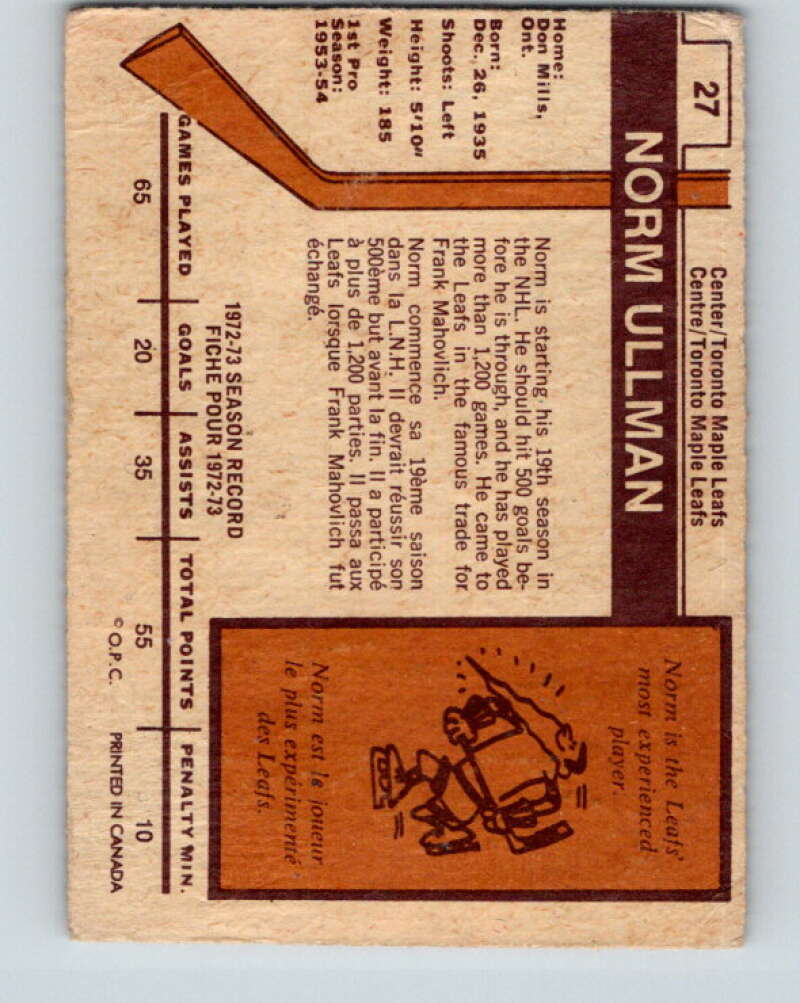 27
Center/Toronto Maple Leafs
Centre/Toronto Maple Leafs
NORM ULLMAN
Home:
Don Mills,
Ont.
Born:
Dec. 26, 1935
Shoots: Left
Height: 5'10"
Weight: 185
1st Pro
Season:
1953-54
Norm is starting his 19th season in
the NHL. He should hit 500 goals be-
fore he is through, and he has played
more than 1,200 games. He came to
the Leafs in the famous trade for
Frank Mahovlich.
Norm commence sa 19ème saison
dans la L.N.H. Il devrait réussir son
500ème but avant la fin. Il a participé
à plus de 1,200 parties. Il passa aux
Leafs lorsque Frank Mahovlich fut
échangé.
Norm is the Leafs'
most experienced
player.
Norm est le joueur
le plus expérimenté
des Leafs.
1972-73 SEASON RECORD
FICHE POUR 1972-73
GAMES PLAYED GOALS ASSISTS TOTAL POINTS PENALTY MIN.
65 20 35 55 10
© O.P.C. PRINTED IN CANADA